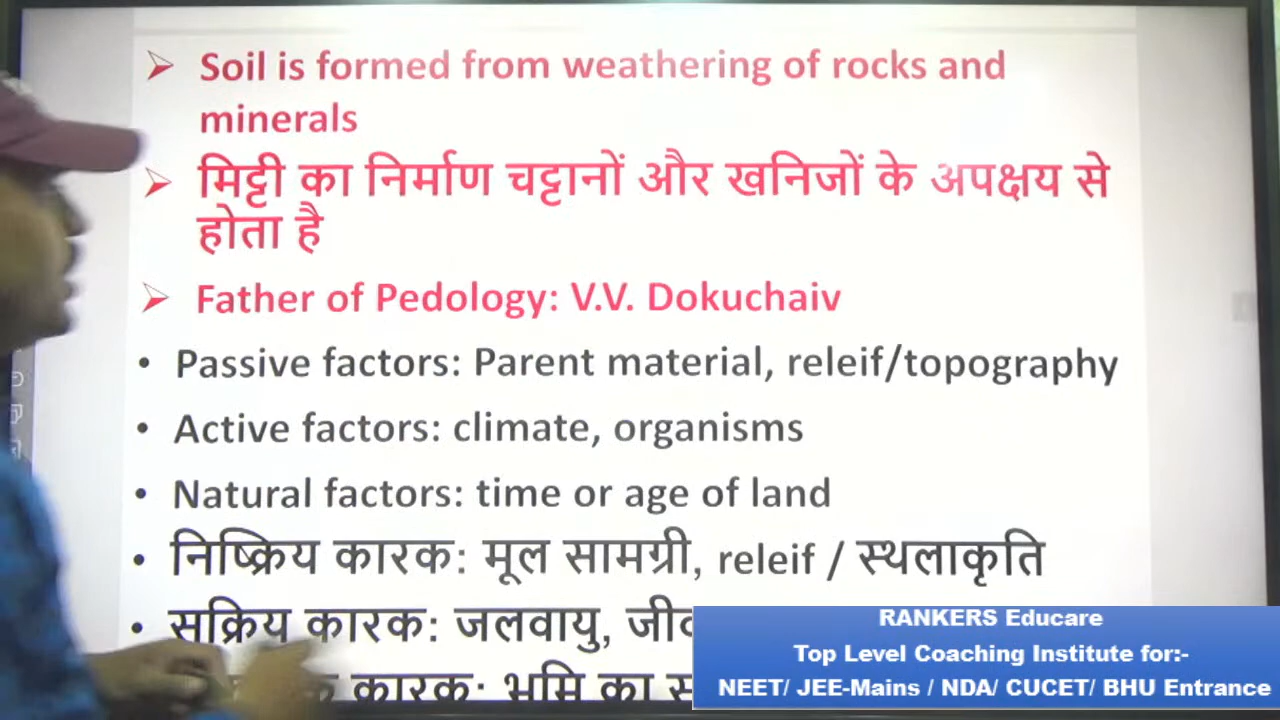 ➢ Soil is formed from weathering of rocks and
minerals
➢ मिट्टी का निर्माण चट्टानों और खनिजों के अपक्षय से
होता है
➢ Father of Pedology: V.V. Dokuchaiv
• Passive factors: Parent material, releif/topography
• Active factors: climate, organisms
• Natural factors: time or age of land
• निष्क्रिय कारक: मूल सामग्री, releif / स्थलाकृति
• सक्रिय कारक: जलवायु,
कारक: भूमि का
RANKERS Educare
Top Level Coaching Institute for:-
NEET/ JEE-Mains / NDA/ CUCET/ BHU Entrance